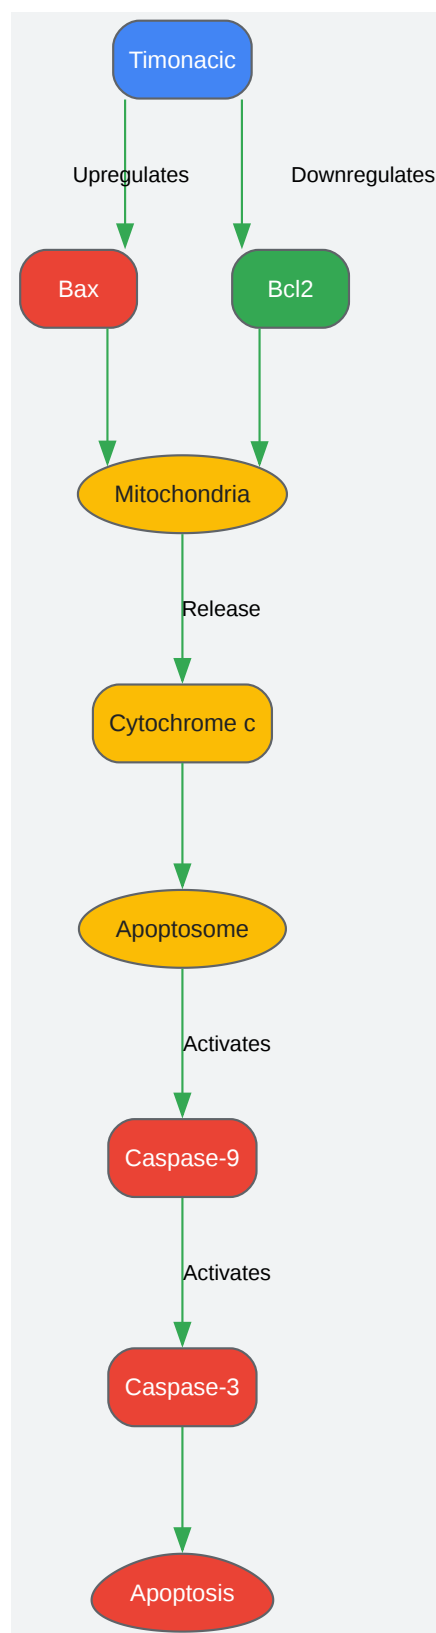 Timonacic
Upregulates
Downregulates
Bax
Bcl2
Mitochondria
Release
Cytochrome c
Apoptosome
Activates
Caspase-9
Activates
Caspase-3
Apoptosis